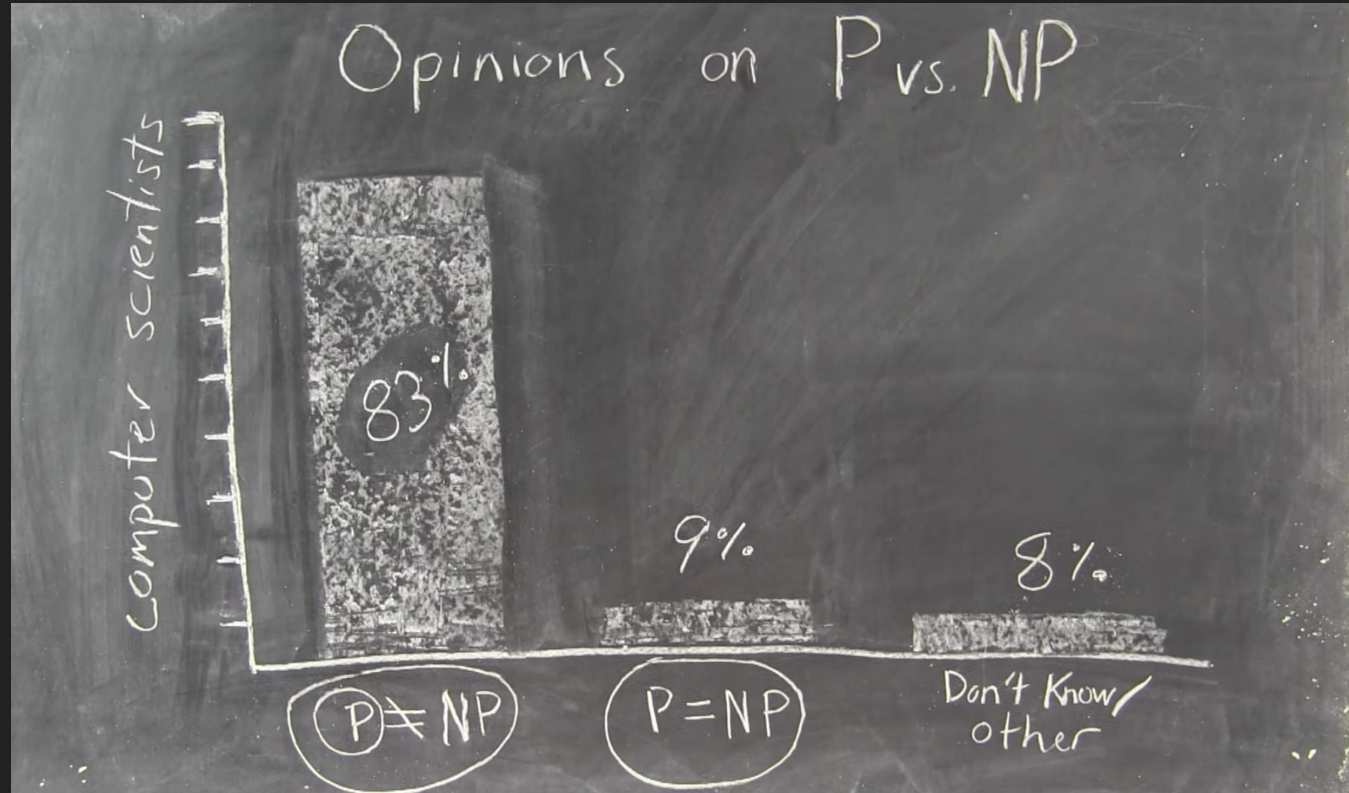 Opinions on P vs. NP
computer scientists
83%
9%
8%
P ≠ NP
P = NP
Don't Know/
other